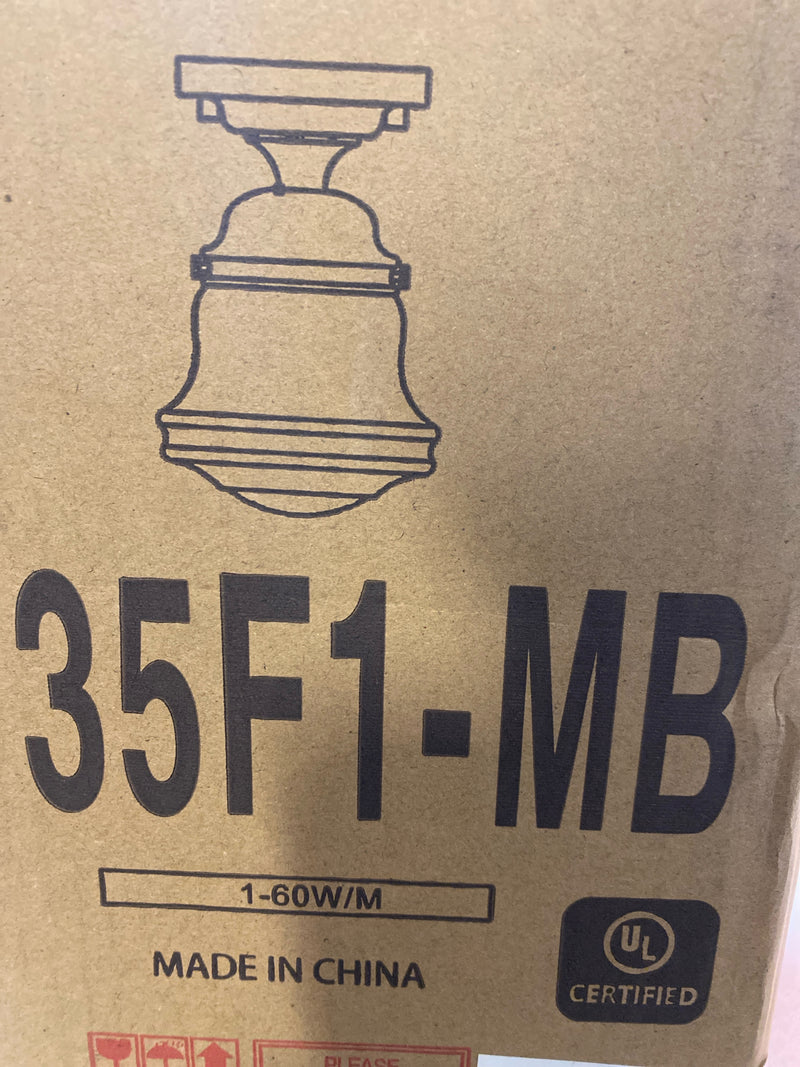 35F1-MB
1-60W/M
MADE IN CHINA
UL
CERTIFIED
PLEASE